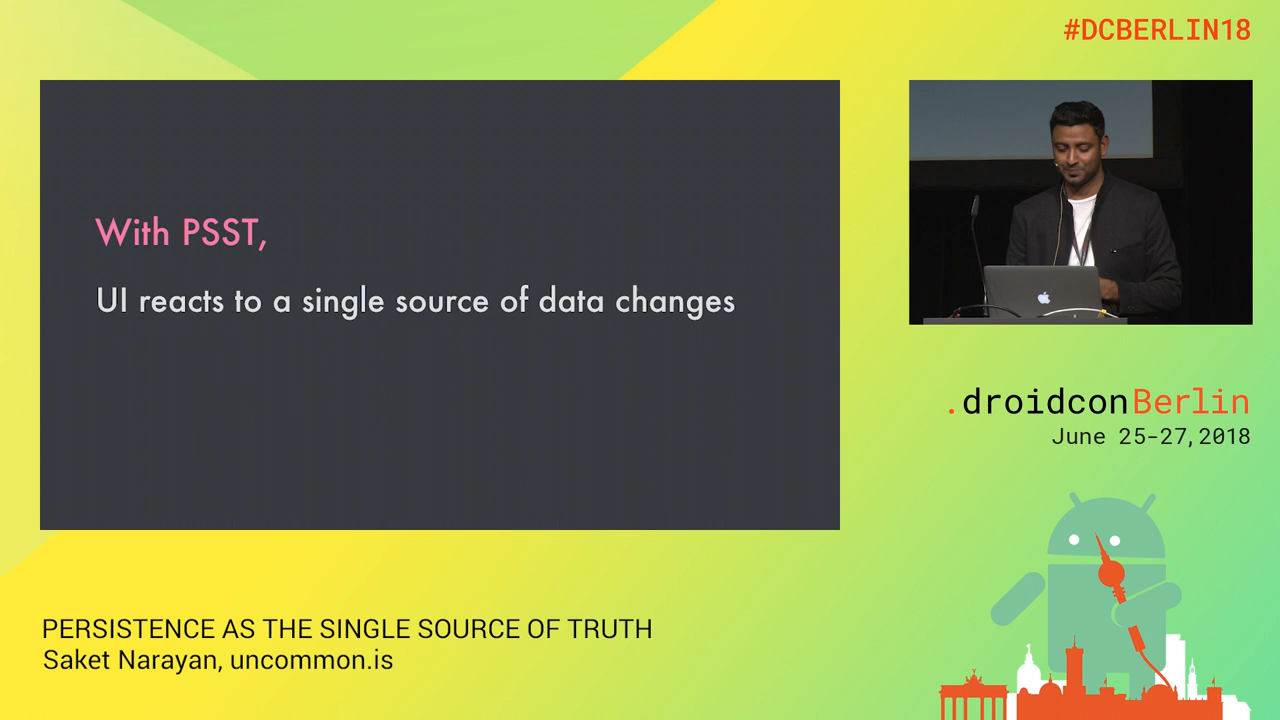 #DCBERLIN18
With PSST,
UI reacts to a single source of data changes
.droidconBerlin
June 25-27, 2018
PERSISTENCE AS THE SINGLE SOURCE OF TRUTH
Saket Narayan, uncommon.is